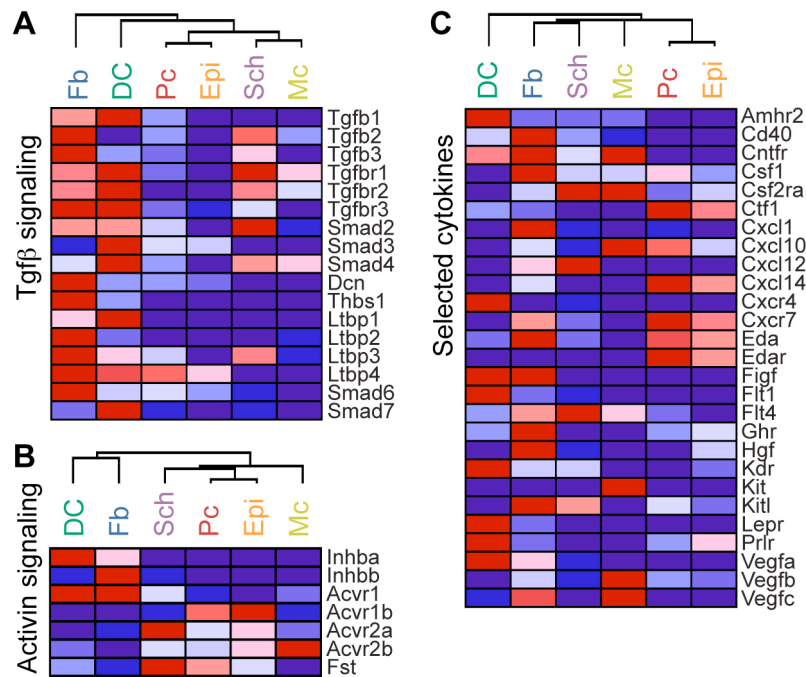 A
Fb DC Pc Epi Sch Mc
Tgfβ signaling
Tgfb1
Tgfb2
Tgfb3
Tgfbr1
Tgfbr2
Tgfbr3
Smad2
Smad3
Smad4
Dcn
Thbs1
Ltbp1
Ltbp2
Ltbp3
Ltbp4
Smad6
Smad7
B
DC Fb Sch Pc Epi Mc
Activin signaling
Inhba
Inhbb
Acvr1
Acvr1b
Acvr2a
Acvr2b
Fst
C
DC Fb Sch Mc Pc Epi
Selected cytokines
Amhr2
Cd40
Cntfr
Csf1
Csf2ra
Ctf1
Cxcl1
Cxcl10
Cxcl12
Cxcl14
Cxcr4
Cxcr7
Eda
Edar
Figf
Flt1
Flt4
Ghr
Hgf
Kdr
Kit
Kitl
Lepr
Prlr
Vegfa
Vegfb
Vegfc